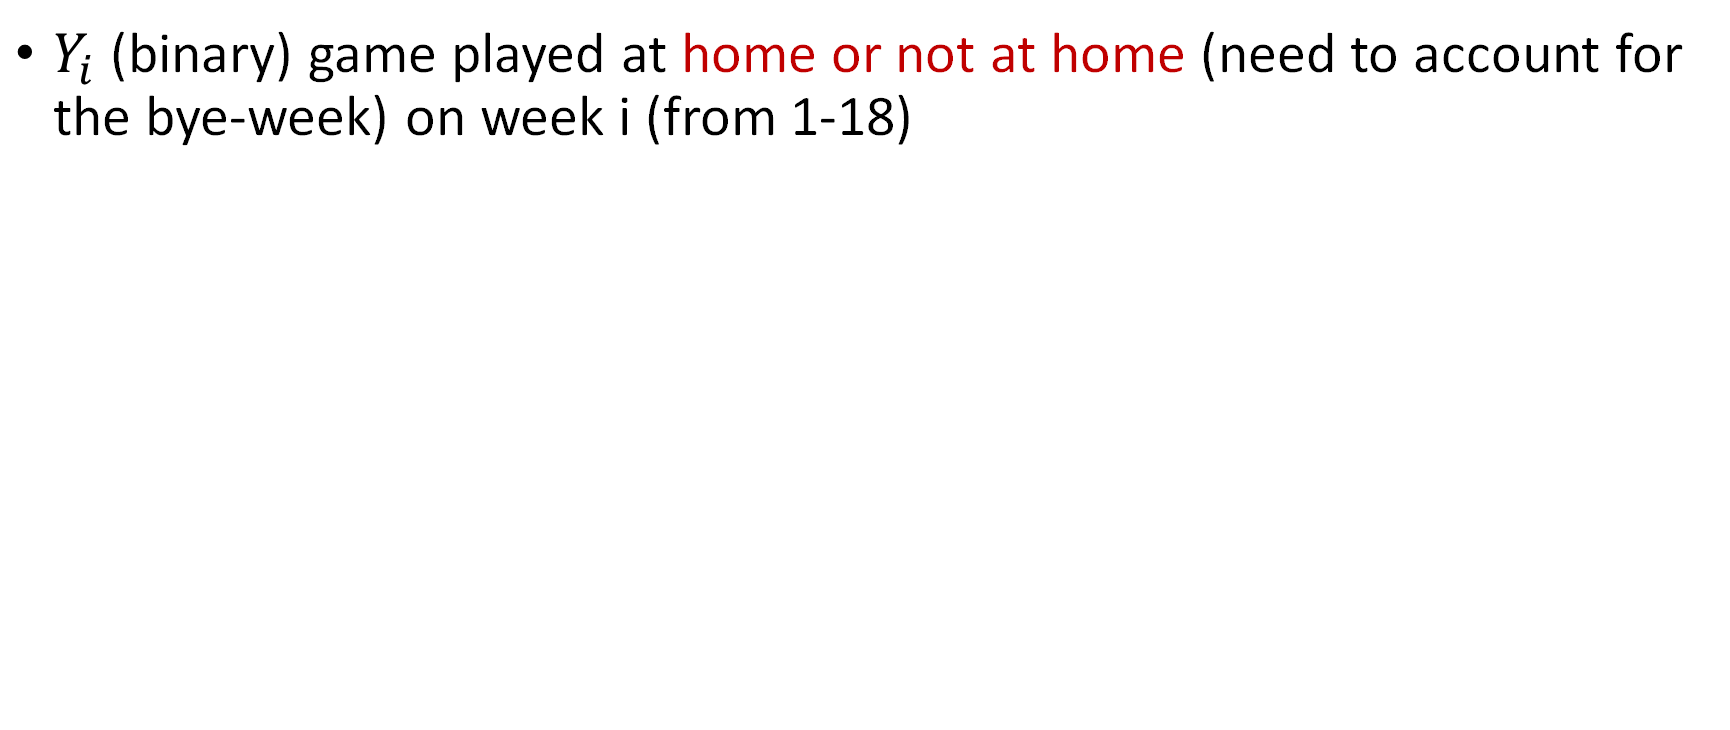 • Yᵢ (binary) game played at home or not at home (need to account for
the bye-week) on week i (from 1-18)